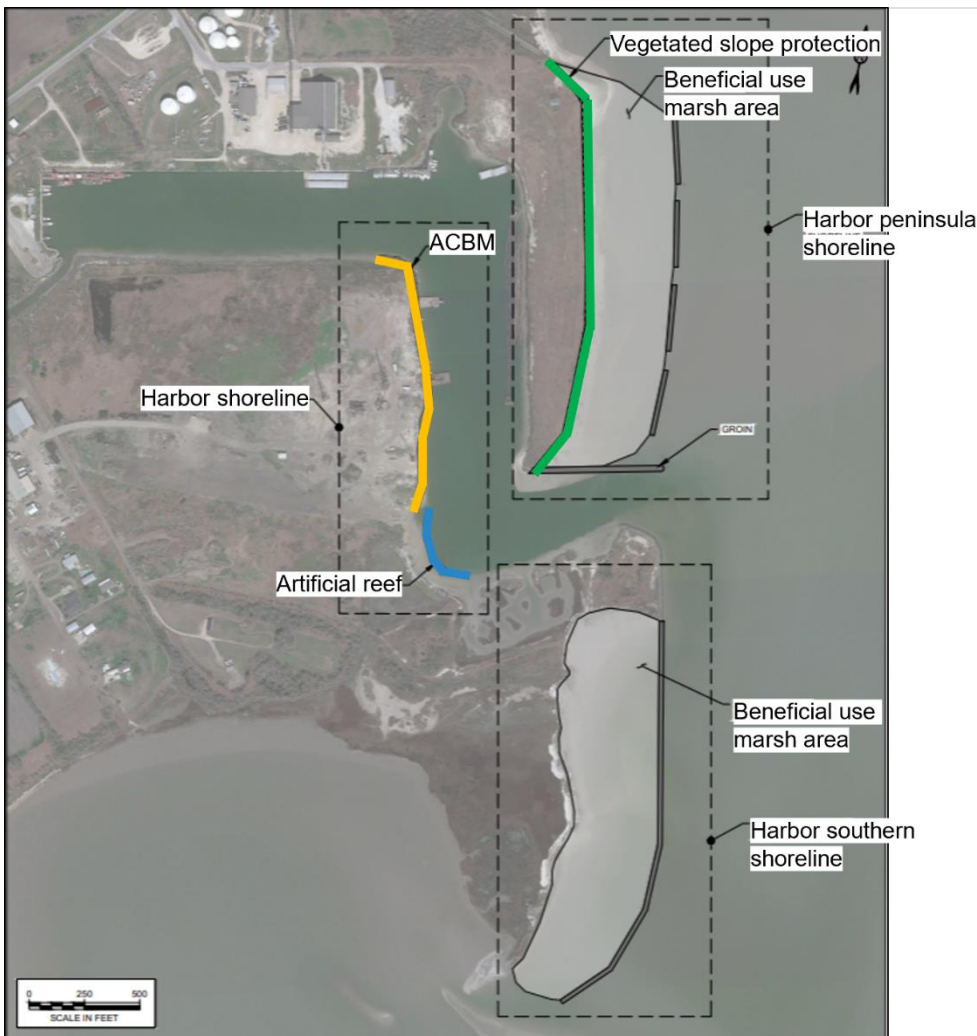 Vegetated slope protection
Beneficial use
marsh area
Harbor peninsula
shoreline
ACBM
Harbor shoreline
GROIN
Artificial reef
Beneficial use
marsh area
Harbor southern
shoreline
0 250 500
SCALE IN FEET